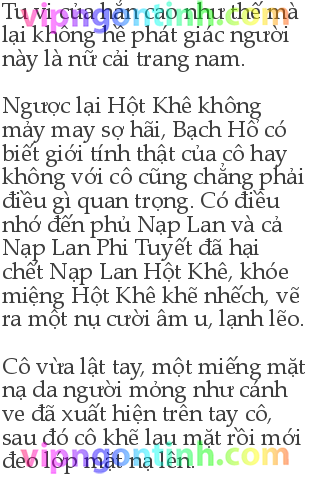 Tu vi của hắn cao như thế mà
lại không hề phát giác người
này là nữ cải trang nam.
Ngược lại Hột Khê không
mảy may sợ hãi, Bạch Hổ có
biết giới tính thật của cô hay
không với cô cũng chẳng phải
điều gì quan trọng. Có điều
nhớ đến phủ Nạp Lan và cả
Nạp Lan Phi Tuyết đã hại
chết Nạp Lan Hột Khê, khóe
miệng Hột Khê khẽ nhếch, vẽ
ra một nụ cười âm u, lạnh lẽo.
Cô vừa lật tay, một miếng mặt
nạ da người mỏng như cánh
ve đã xuất hiện trên tay cô,
sau đó cô khẽ lau mặt rồi mới
đeo lớp mặt nạ lên.
vipngontinh.com
vipngontinh.com